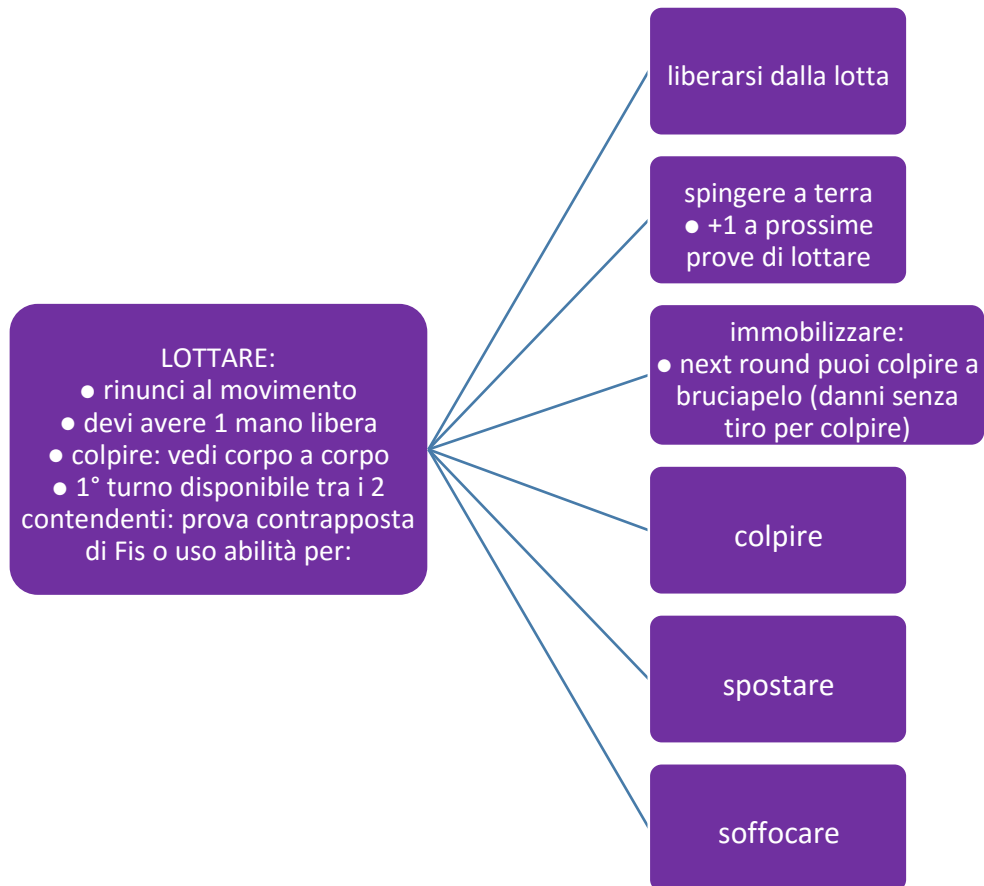 LOTTARE:
● rinunci al movimento
● devi avere 1 mano libera
● colpire: vedi corpo a corpo
● 1° turno disponibile tra i 2
contendenti: prova contrapposta
di Fis o uso abilità per:
liberarsi dalla lotta
spingere a terra
● +1 a prossime
prove di lottare
immobilizzare:
● next round puoi colpire a
bruciapelo (danni senza
tiro per colpire)
colpire
spostare
soffocare